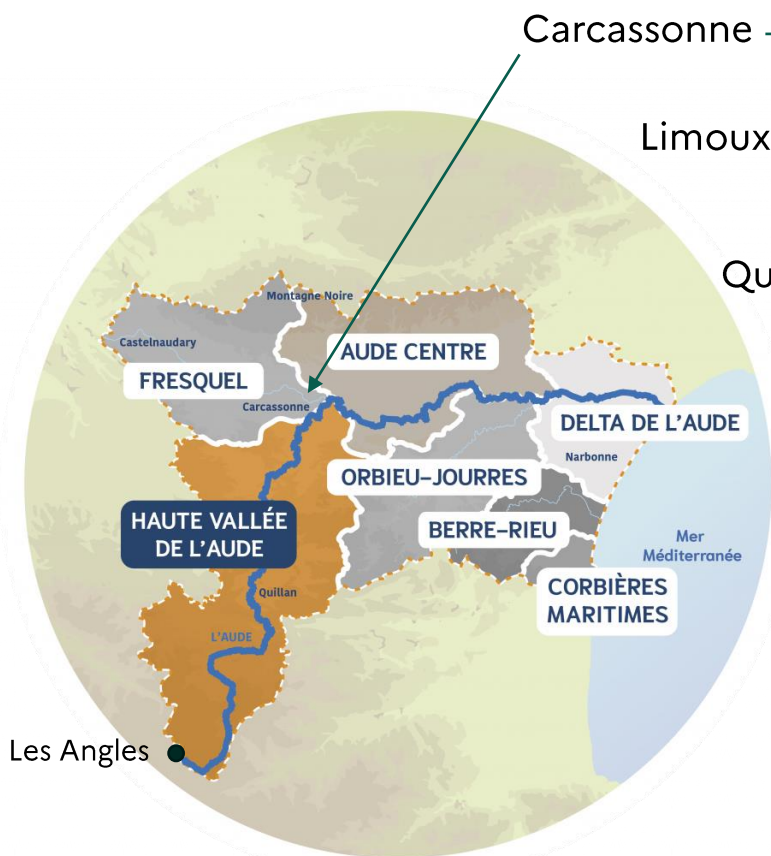 Carcassonne
Limoux
Qu
Montagne Noire
Castelnaudary
AUDE CENTRE
FRESQUEL
Carcassonne
DELTA DE L'AUDE
Narbonne
ORBIEU–JOURRES
HAUTE VALLÉE
DE L'AUDE
BERRE–RIEU
Mer
Méditerranée
CORBIÈRES
MARITIMES
Quillan
L'AUDE
Les Angles